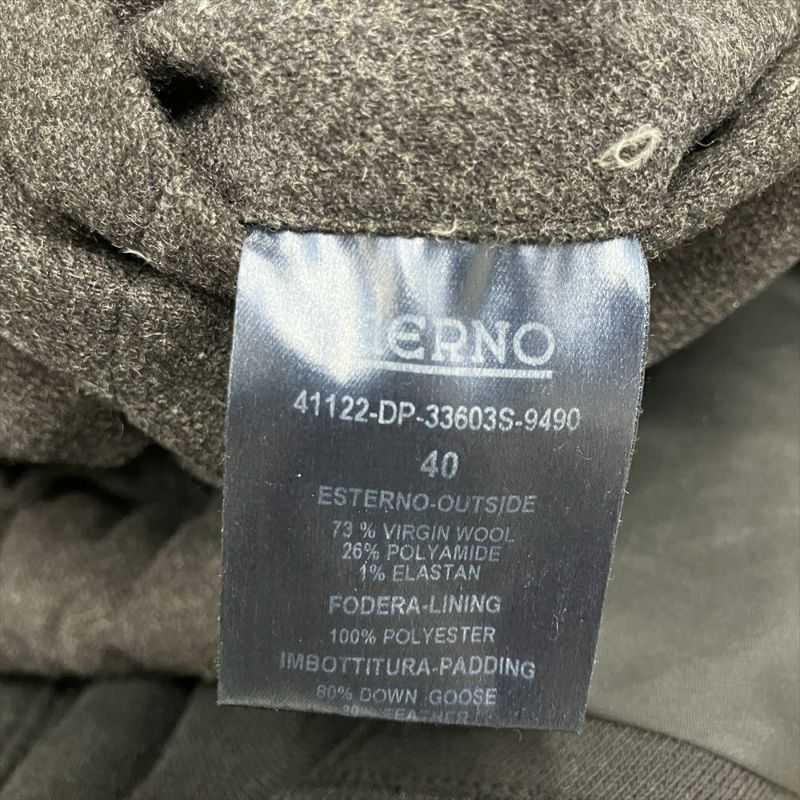 ERNO
41122-DP-33603S-9490
40
ESTERNO-OUTSIDE
73 % VIRGIN WOOL
26% POLYAMIDE
1% ELASTAN
FODERA-LINING
100% POLYESTER
IMBOTTITURA-PADDING
80% DOWN GOOSE